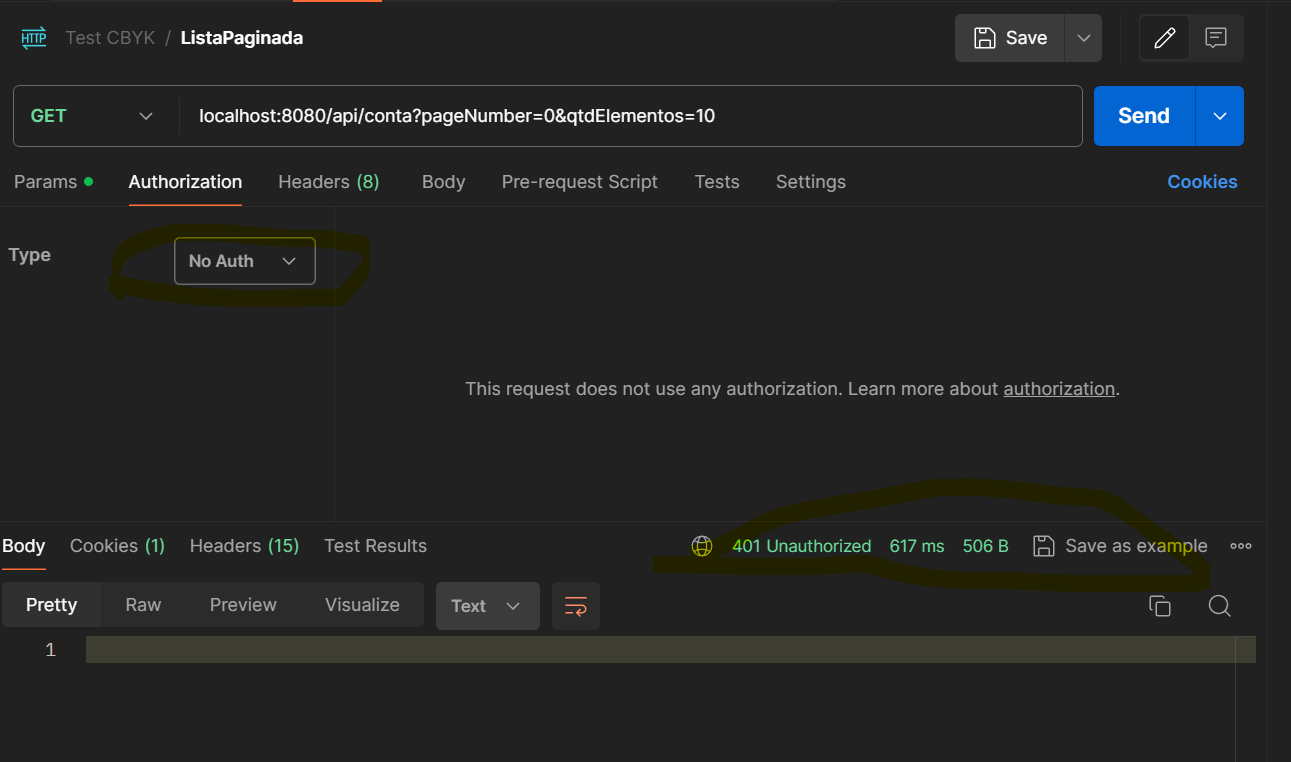 HTTP Test CBYK / ListaPaginada Save
GET localhost:8080/api/conta?pageNumber=0&qtdElementos=10 Send
Params Authorization Headers (8) Body Pre-request Script Tests Settings Cookies
Type No Auth
This request does not use any authorization. Learn more about authorization.
Body Cookies (1) Headers (15) Test Results 401 Unauthorized 617 ms 506 B Save as example
Pretty Raw Preview Visualize Text
1